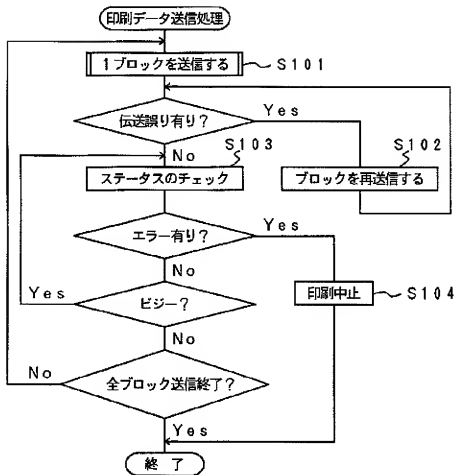 印刷データ送信処理
1ブロックを送信する
S101
伝送誤り有り?
Yes
No
S103
S102
ステータスのチェック
ブロックを再送信する
エラー有り?
Yes
No
Yes
ビジー?
印刷中止
S104
No
No
全ブロック送信終了?
Yes
終了